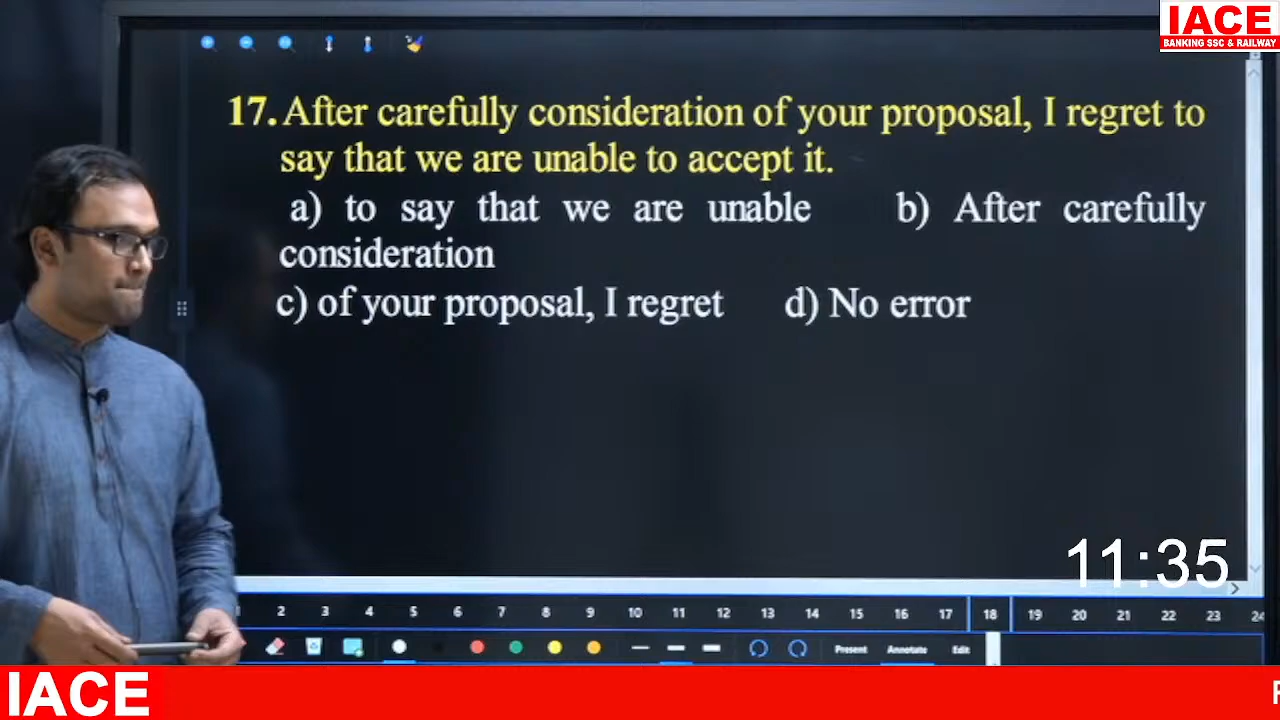 IACE
BANKING SSC & RAILWAY
17. After carefully consideration of your proposal, I regret to
say that we are unable to accept it.
a) to say that we are unable b) After carefully
consideration
c) of your proposal, I regret d) No error
11:35
2 3 4 5 6 7 8 9 10 11 12 13 14 15 16 17 18 19 20 21 22 23 24
Present Annotate Edit
IACE